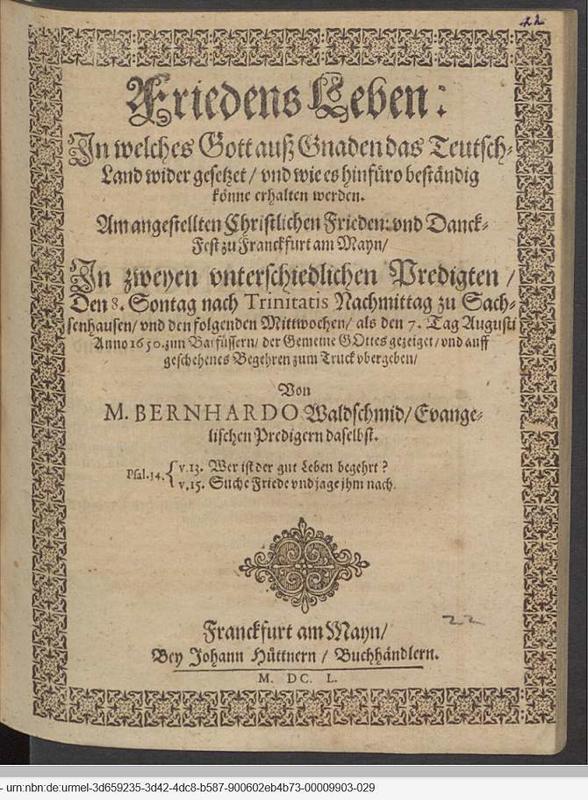 22
Friedens Leben:
In welches Gott auß Gnaden das Teutsch-
Land wider gesetzet / vnd wie es hinfüro beständig
könne erhalten werden.
Am angestellten Christlichen Frieden: vnd Danck-
Fest zu Franckfurt am Mayn /
In zweyen vnterschiedlichen Predigten /
Den 8. Sontag nach Trinitatis Nachmittag zu Sach-
senhausen / vnd den folgenden Mittwochen / als den 7. Tag Augusti
Anno 1650. zun Barfüssern / der Gemeine GOttes gezeiget / vnd auff
geschehenes Begehren zum Truck vbergeben /
Von
M. BERNHARDO Waldschmid / Evange-
lischen Predigern daselbst.
Psal. 34. { v. 13. Wer ist der gut Leben begehrt?
v. 15. Suche Friede vnd jage jhm nach.
22
Franckfurt am Mayn /
Bey Johann Hüttnern / Buchhändlern.
M. DC. L.
- urn:nbn:de:urmel-3d659235-3d42-4dc8-b587-900602eb4b73-00009903-029